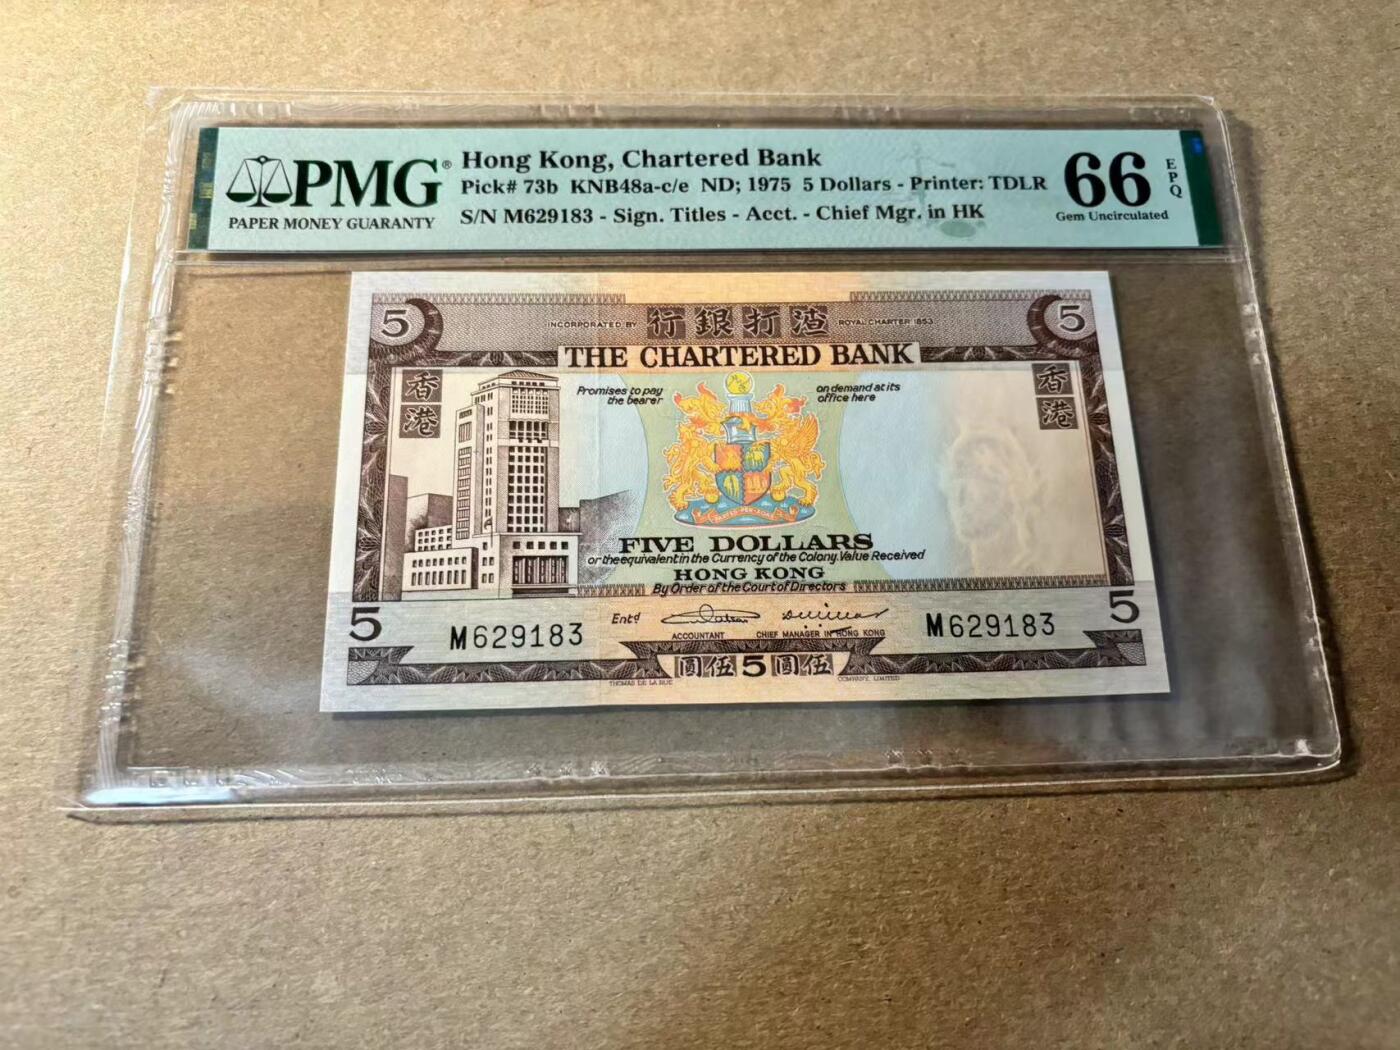 PMG®
PAPER MONEY GUARANTY
Hong Kong, Chartered Bank
Pick# 73b KNB48a-c/e ND; 1975 5 Dollars - Printer: TDLR
S/N M629183 - Sign. Titles - Acct. - Chief Mgr. in HK
66
EPQ
Gem Uncirculated
5
INCORPORATED BY
行銀打渣
ROYAL CHARTER 1853
5
THE CHARTERED BANK
香港
Promises to pay
the bearer
on demand at its
office here
香港
FIVE DOLLARS
or the equivalent in the Currency of the Colony. Value Received
HONG KONG
By Order of the Court of Directors
5
M629183
Entd
ACCOUNTANT
CHIEF MANAGER IN HONG KONG
M629183
5
圓伍5圓伍
THOMAS DE LA RUE
COMPANY, LIMITED